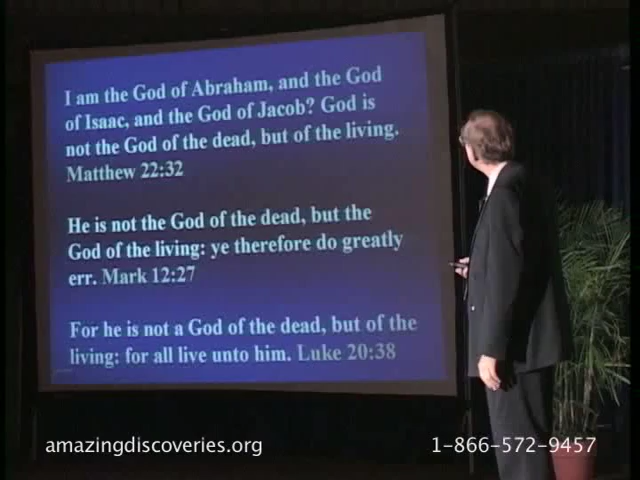 I am the God of Abraham, and the God
of Isaac, and the God of Jacob? God is
not the God of the dead, but of the living.
Matthew 22:32
He is not the God of the dead, but the
God of the living: ye therefore do greatly
err. Mark 12:27
For he is not a God of the dead, but of the
living: for all live unto him. Luke 20:38
amazingdiscoveries.org
1-866-572-9457